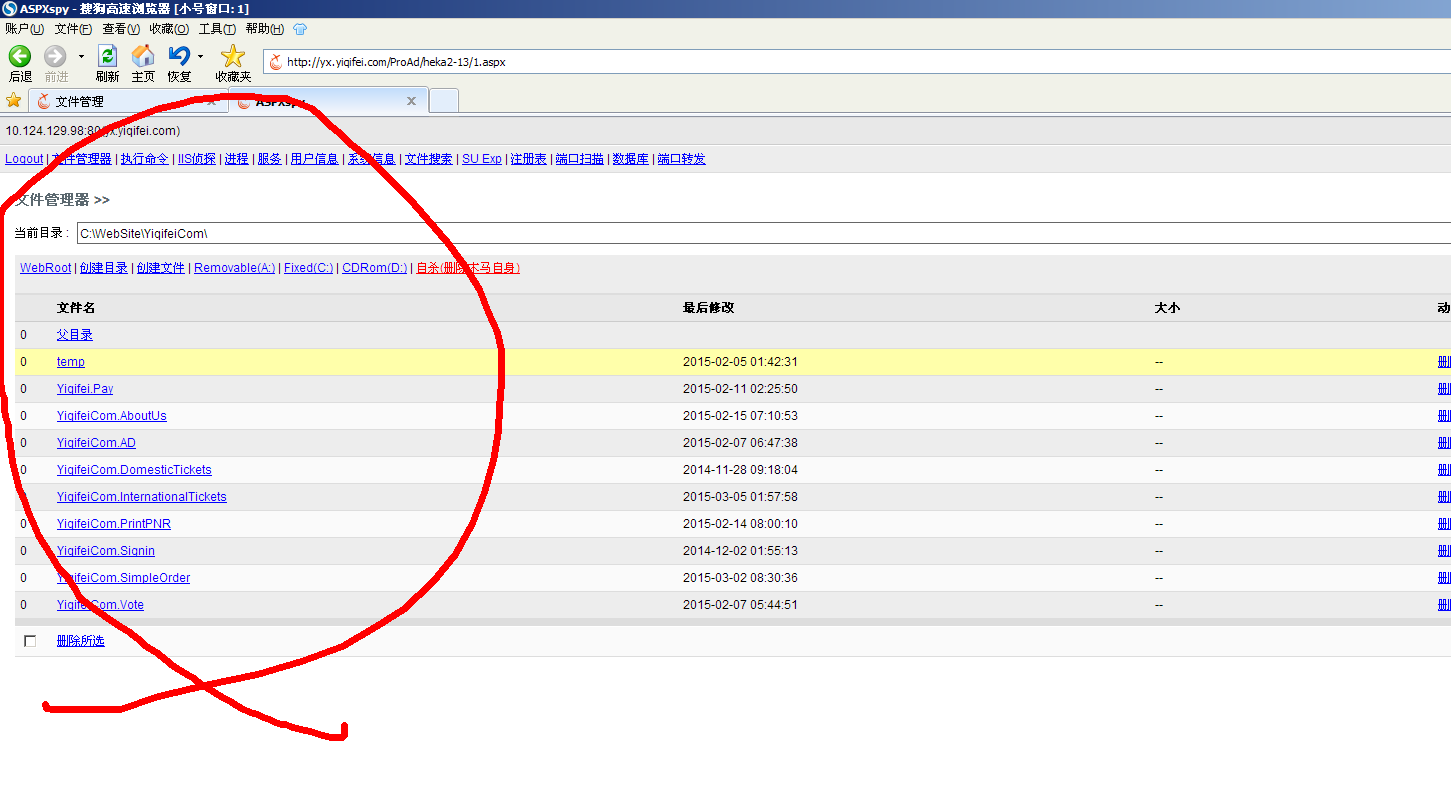 ASPXspy - 搜狗高速浏览器 [小号窗口: 1]
账户(U) 文件(F) 查看(V) 收藏(O) 工具(T) 帮助(H)
后退 前进 刷新 主页 恢复 收藏夹 http://yx.yiqifei.com/ProAd/heka2-13/1.aspx
文件管理 ASPXspy
10.124.129.98:80(yx.yiqifei.com)
Logout | 文件管理器 | 执行命令 | IIS侦探 | 进程 | 服务 | 用户信息 | 系统信息 | 文件搜索 | SU Exp | 注册表 | 端口扫描 | 数据库 | 端口转发
文件管理器 >>
当前目录 : C:\WebSite\YiqifeiCom\
WebRoot | 创建目录 | 创建文件 | Removable(A:) | Fixed(C:) | CDRom(D:) | 自杀(删除木马自身)
文件名 最后修改 大小 动
0 父目录
0 temp 2015-02-05 01:42:31 -- 删
0 Yiqifei.Pay 2015-02-11 02:25:50 -- 删
0 YiqifeiCom.AboutUs 2015-02-15 07:10:53 -- 删
0 YiqifeiCom.AD 2015-02-07 06:47:38 -- 删
0 YiqifeiCom.DomesticTickets 2014-11-28 09:18:04 -- 删
0 YiqifeiCom.InternationalTickets 2015-03-05 01:57:58 -- 删
0 YiqifeiCom.PrintPNR 2015-02-14 08:00:10 -- 删
0 YiqifeiCom.Signin 2014-12-02 01:55:13 -- 删
0 YiqifeiCom.SimpleOrder 2015-03-02 08:30:36 -- 删
0 YiqifeiCom.Vote 2015-02-07 05:44:51 -- 删
删除所选